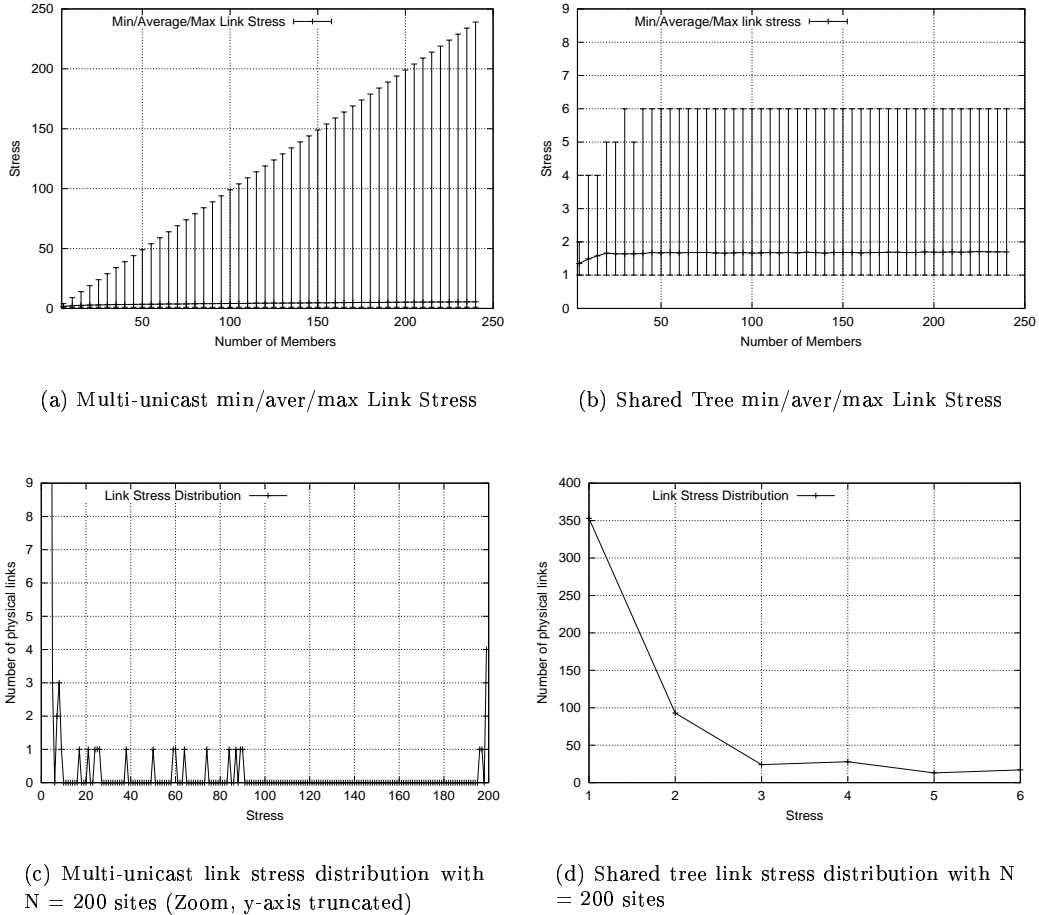 Min/Average/Max Link Stress
250
200
150
100
50
0
Stress
50 100 150 200 250
Number of Members
(a) Multi-unicast min/aver/max Link Stress
Min/Average/Max link stress
9
8
7
6
5
4
3
2
1
0
Stress
50 100 150 200 250
Number of Members
(b) Shared Tree min/aver/max Link Stress
Link Stress Distribution
9
8
7
6
5
4
3
2
1
0
Number of physical links
0 20 40 60 80 100 120 140 160 180 200
Stress
(c) Multi-unicast link stress distribution with
N = 200 sites (Zoom, y-axis truncated)
Link Stress Distribution
400
350
300
250
200
150
100
50
0
Number of physical links
1 2 3 4 5 6
Stress
(d) Shared tree link stress distribution with N
= 200 sites